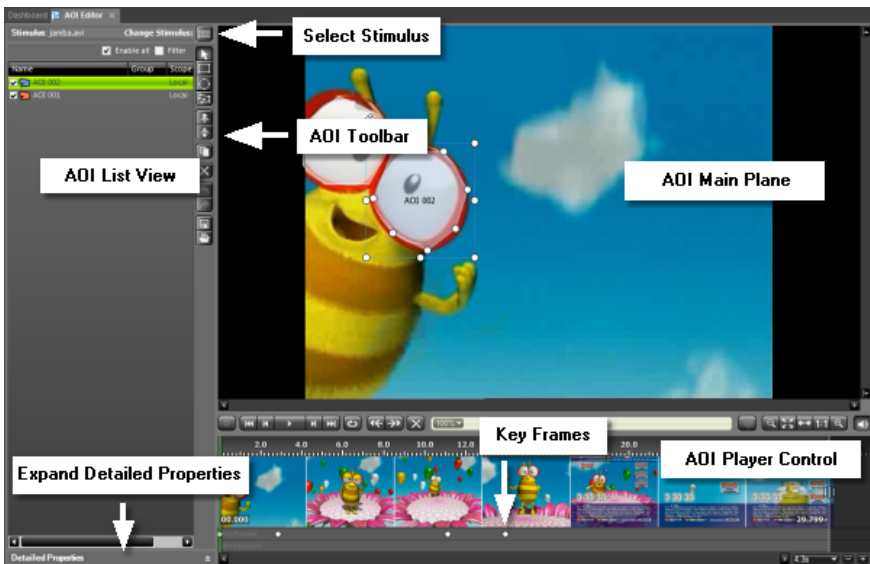 Dashboard AOI Editor
Stimulus: jamba.avi Change Stimulus:
Select Stimulus
Enable all Filter
Name Group Scope
AOI 002 Local
AOI 001 Local
AOI Toolbar
AOI List View
AOI Main Plane
AOI 002
100%
1:1
Key Frames
2.0 4.0 6.0 8.0 10.0 12.0 20.0
AOI Player Control
Expand Detailed Properties
00.000
29.799
Detailed Properties
4.3s